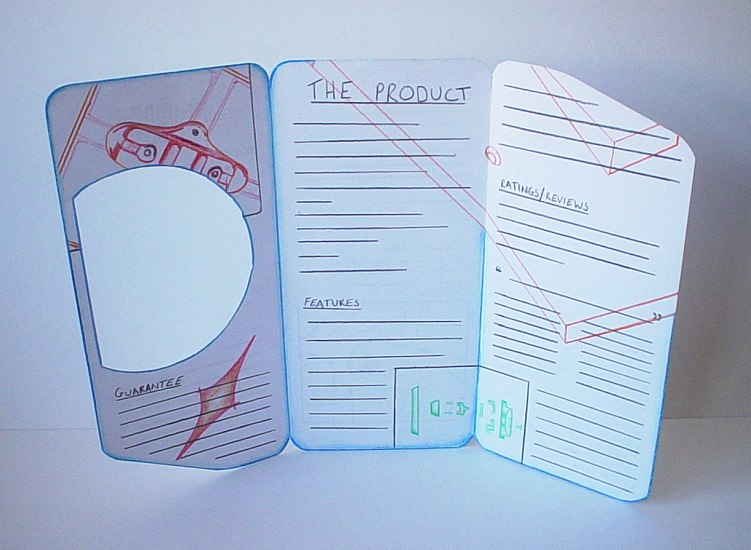 GUARANTEE
THE PRODUCT
FEATURES
RATINGS/REVIEWS
"
"